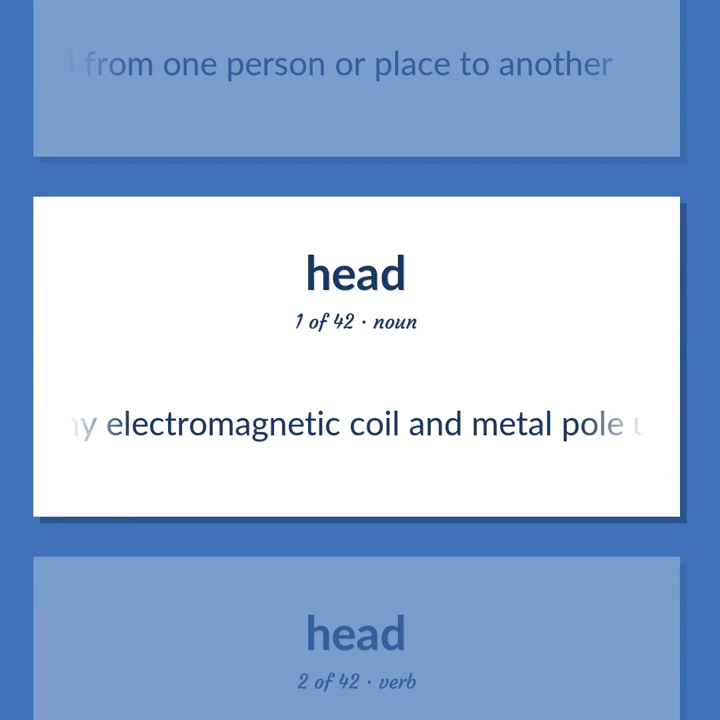 from one person or place to another
head
1 of 42 · noun
electromagnetic coil and metal pole
head
2 of 42 · verb